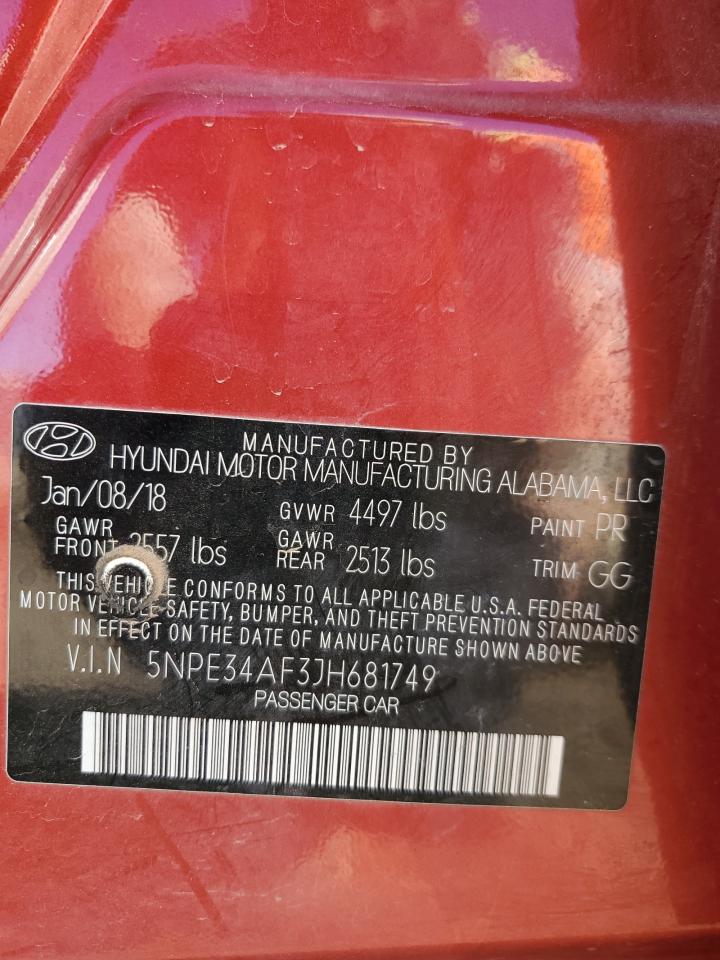 MANUFACTURED BY
HYUNDAI MOTOR MANUFACTURING ALABAMA, LLC
Jan/08/18 GVWR 4497 lbs PAINT PR
GAWR FRONT 2557 lbs GAWR REAR 2513 lbs TRIM GG
THIS VEHICLE CONFORMS TO ALL APPLICABLE U.S.A. FEDERAL
MOTOR VEHICLE SAFETY, BUMPER, AND THEFT PREVENTION STANDARDS
IN EFFECT ON THE DATE OF MANUFACTURE SHOWN ABOVE
V.I.N 5NPE34AF3JH681749
PASSENGER CAR